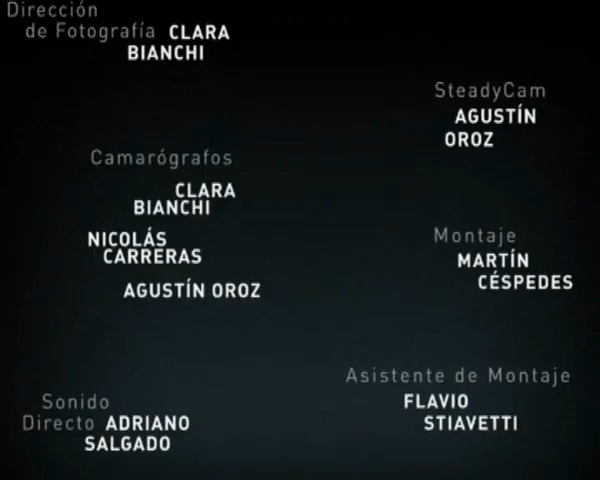 Dirección
de Fotografía CLARA
BIANCHI
SteadyCam
AGUSTÍN
OROZ
Camarógrafos
CLARA
BIANCHI
NICOLÁS
CARRERAS
AGUSTÍN OROZ
Montaje
MARTÍN
CÉSPEDES
Asistente de Montaje
FLAVIO
STIAVETTI
Sonido
Directo ADRIANO
SALGADO